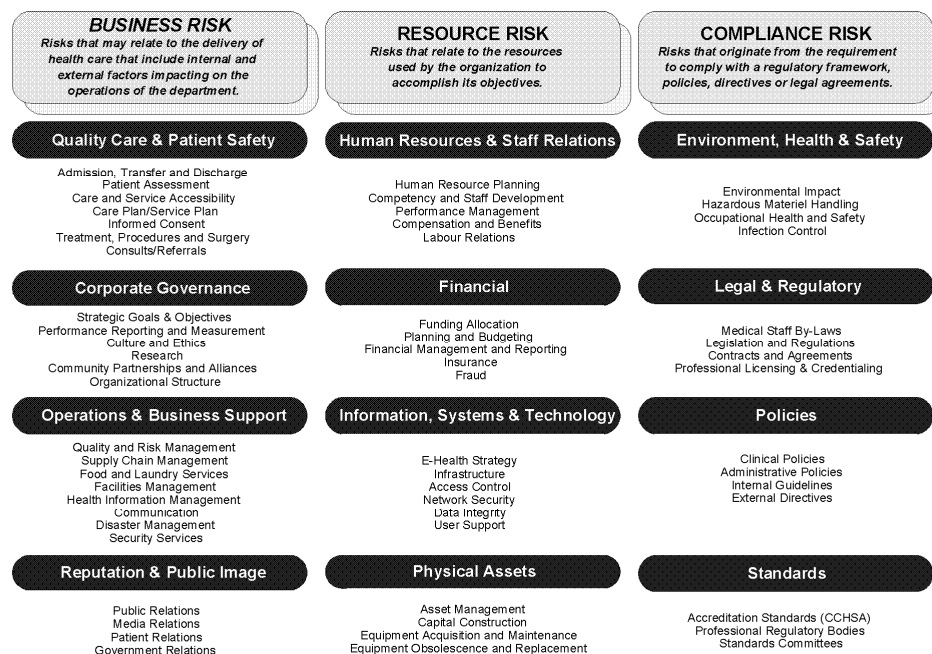 BUSINESS RISK
Risks that may relate to the delivery of
health care that include internal and
external factors impacting on the
operations of the department.
Quality Care & Patient Safety
Admission, Transfer and Discharge
Patient Assessment
Care and Service Accessibility
Care Plan/Service Plan
Informed Consent
Treatment, Procedures and Surgery
Consults/Referrals
Corporate Governance
Strategic Goals & Objectives
Performance Reporting and Measurement
Culture and Ethics
Research
Community Partnerships and Alliances
Organizational Structure
Operations & Business Support
Quality and Risk Management
Supply Chain Management
Food and Laundry Services
Facilities Management
Health Information Management
Communication
Disaster Management
Security Services
Reputation & Public Image
Public Relations
Media Relations
Patient Relations
Government Relations
RESOURCE RISK
Risks that relate to the resources
used by the organization to
accomplish its objectives.
Human Resources & Staff Relations
Human Resource Planning
Competency and Staff Development
Performance Management
Compensation and Benefits
Labour Relations
Financial
Funding Allocation
Planning and Budgeting
Financial Management and Reporting
Insurance
Fraud
Information, Systems & Technology
E-Health Strategy
Infrastructure
Access Control
Network Security
Data Integrity
User Support
Physical Assets
Asset Management
Capital Construction
Equipment Acquisition and Maintenance
Equipment Obsolescence and Replacement
COMPLIANCE RISK
Risks that originate from the requirement
to comply with a regulatory framework,
policies, directives or legal agreements.
Environment, Health & Safety
Environmental Impact
Hazardous Materiel Handling
Occupational Health and Safety
Infection Control
Legal & Regulatory
Medical Staff By-Laws
Legislation and Regulations
Contracts and Agreements
Professional Licensing & Credentialing
Policies
Clinical Policies
Administrative Policies
Internal Guidelines
External Directives
Standards
Accreditation Standards (CCHSA)
Professional Regulatory Bodies
Standards Committees